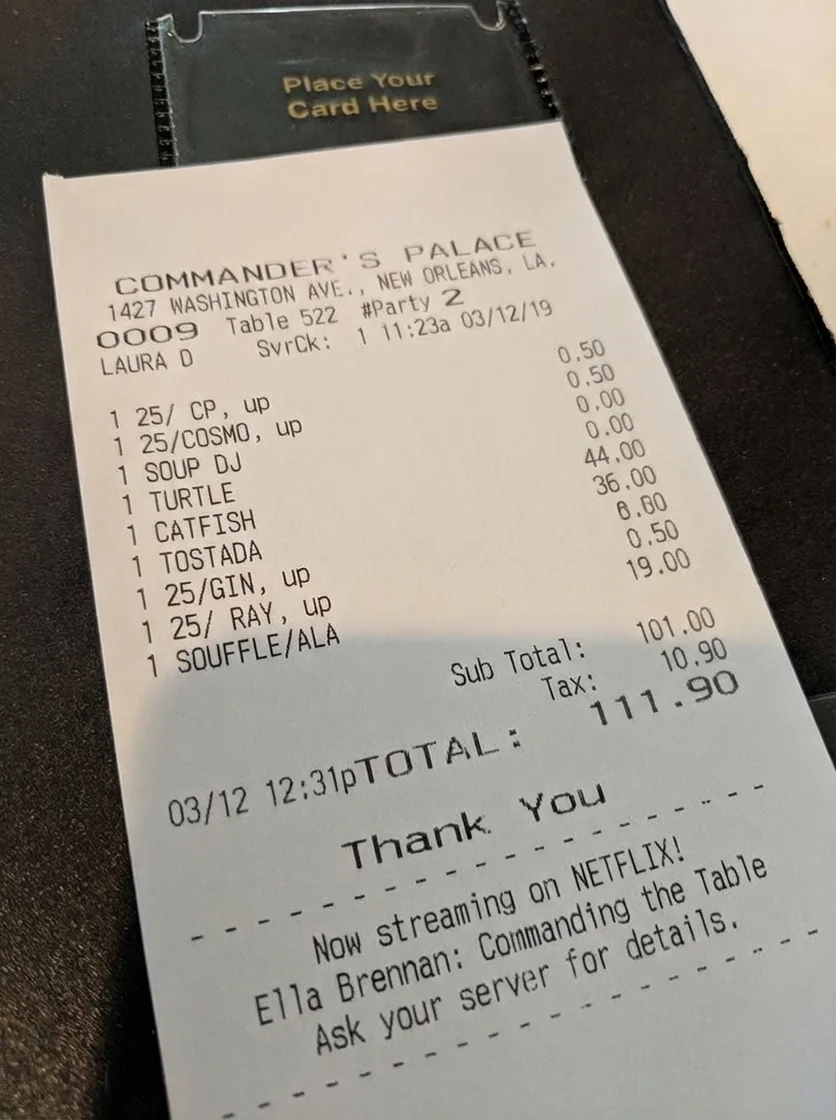 Place Your
Card Here
COMMANDER'S PALACE
1427 WASHINGTON AVE., NEW ORLEANS, LA.
0009 Table 522 #Party 2
LAURA D SvrCk: 1 11:23a 03/12/19
1 25/ CP, up 0.50
1 25/COSMO, up 0.50
1 SOUP DJ 0.00
1 TURTLE 0.00
1 CATFISH 44.00
1 TOSTADA 36.00
1 25/GIN, up
1 25/ RAY, up 0.50
1 SOUFFLE/ALA 19.00
Sub Total: 101.00
Tax: 10.90
03/12 12:31pTOTAL: 111.90
Thank You
Now streaming on NETFLIX!
Ella Brennan: Commanding the Table
Ask your server for details.